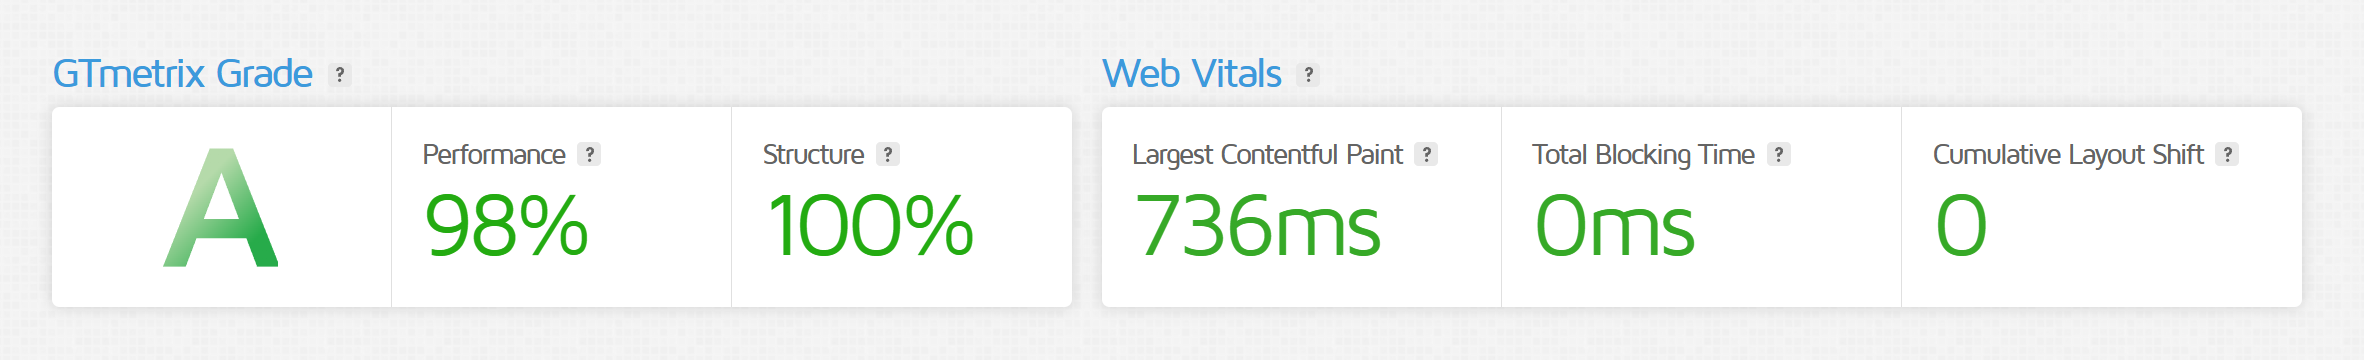 GTmetrix Grade ?
A
Performance ?
98%
Structure ?
100%
Web Vitals ?
Largest Contentful Paint ?
736ms
Total Blocking Time ?
0ms
Cumulative Layout Shift ?
0